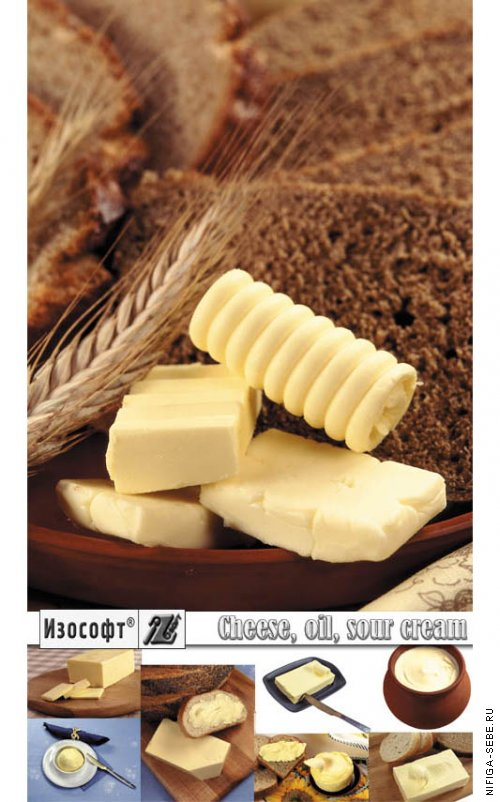 Изософт®
Cheese, oil, sour cream
NIFIGA-SEBE.RU